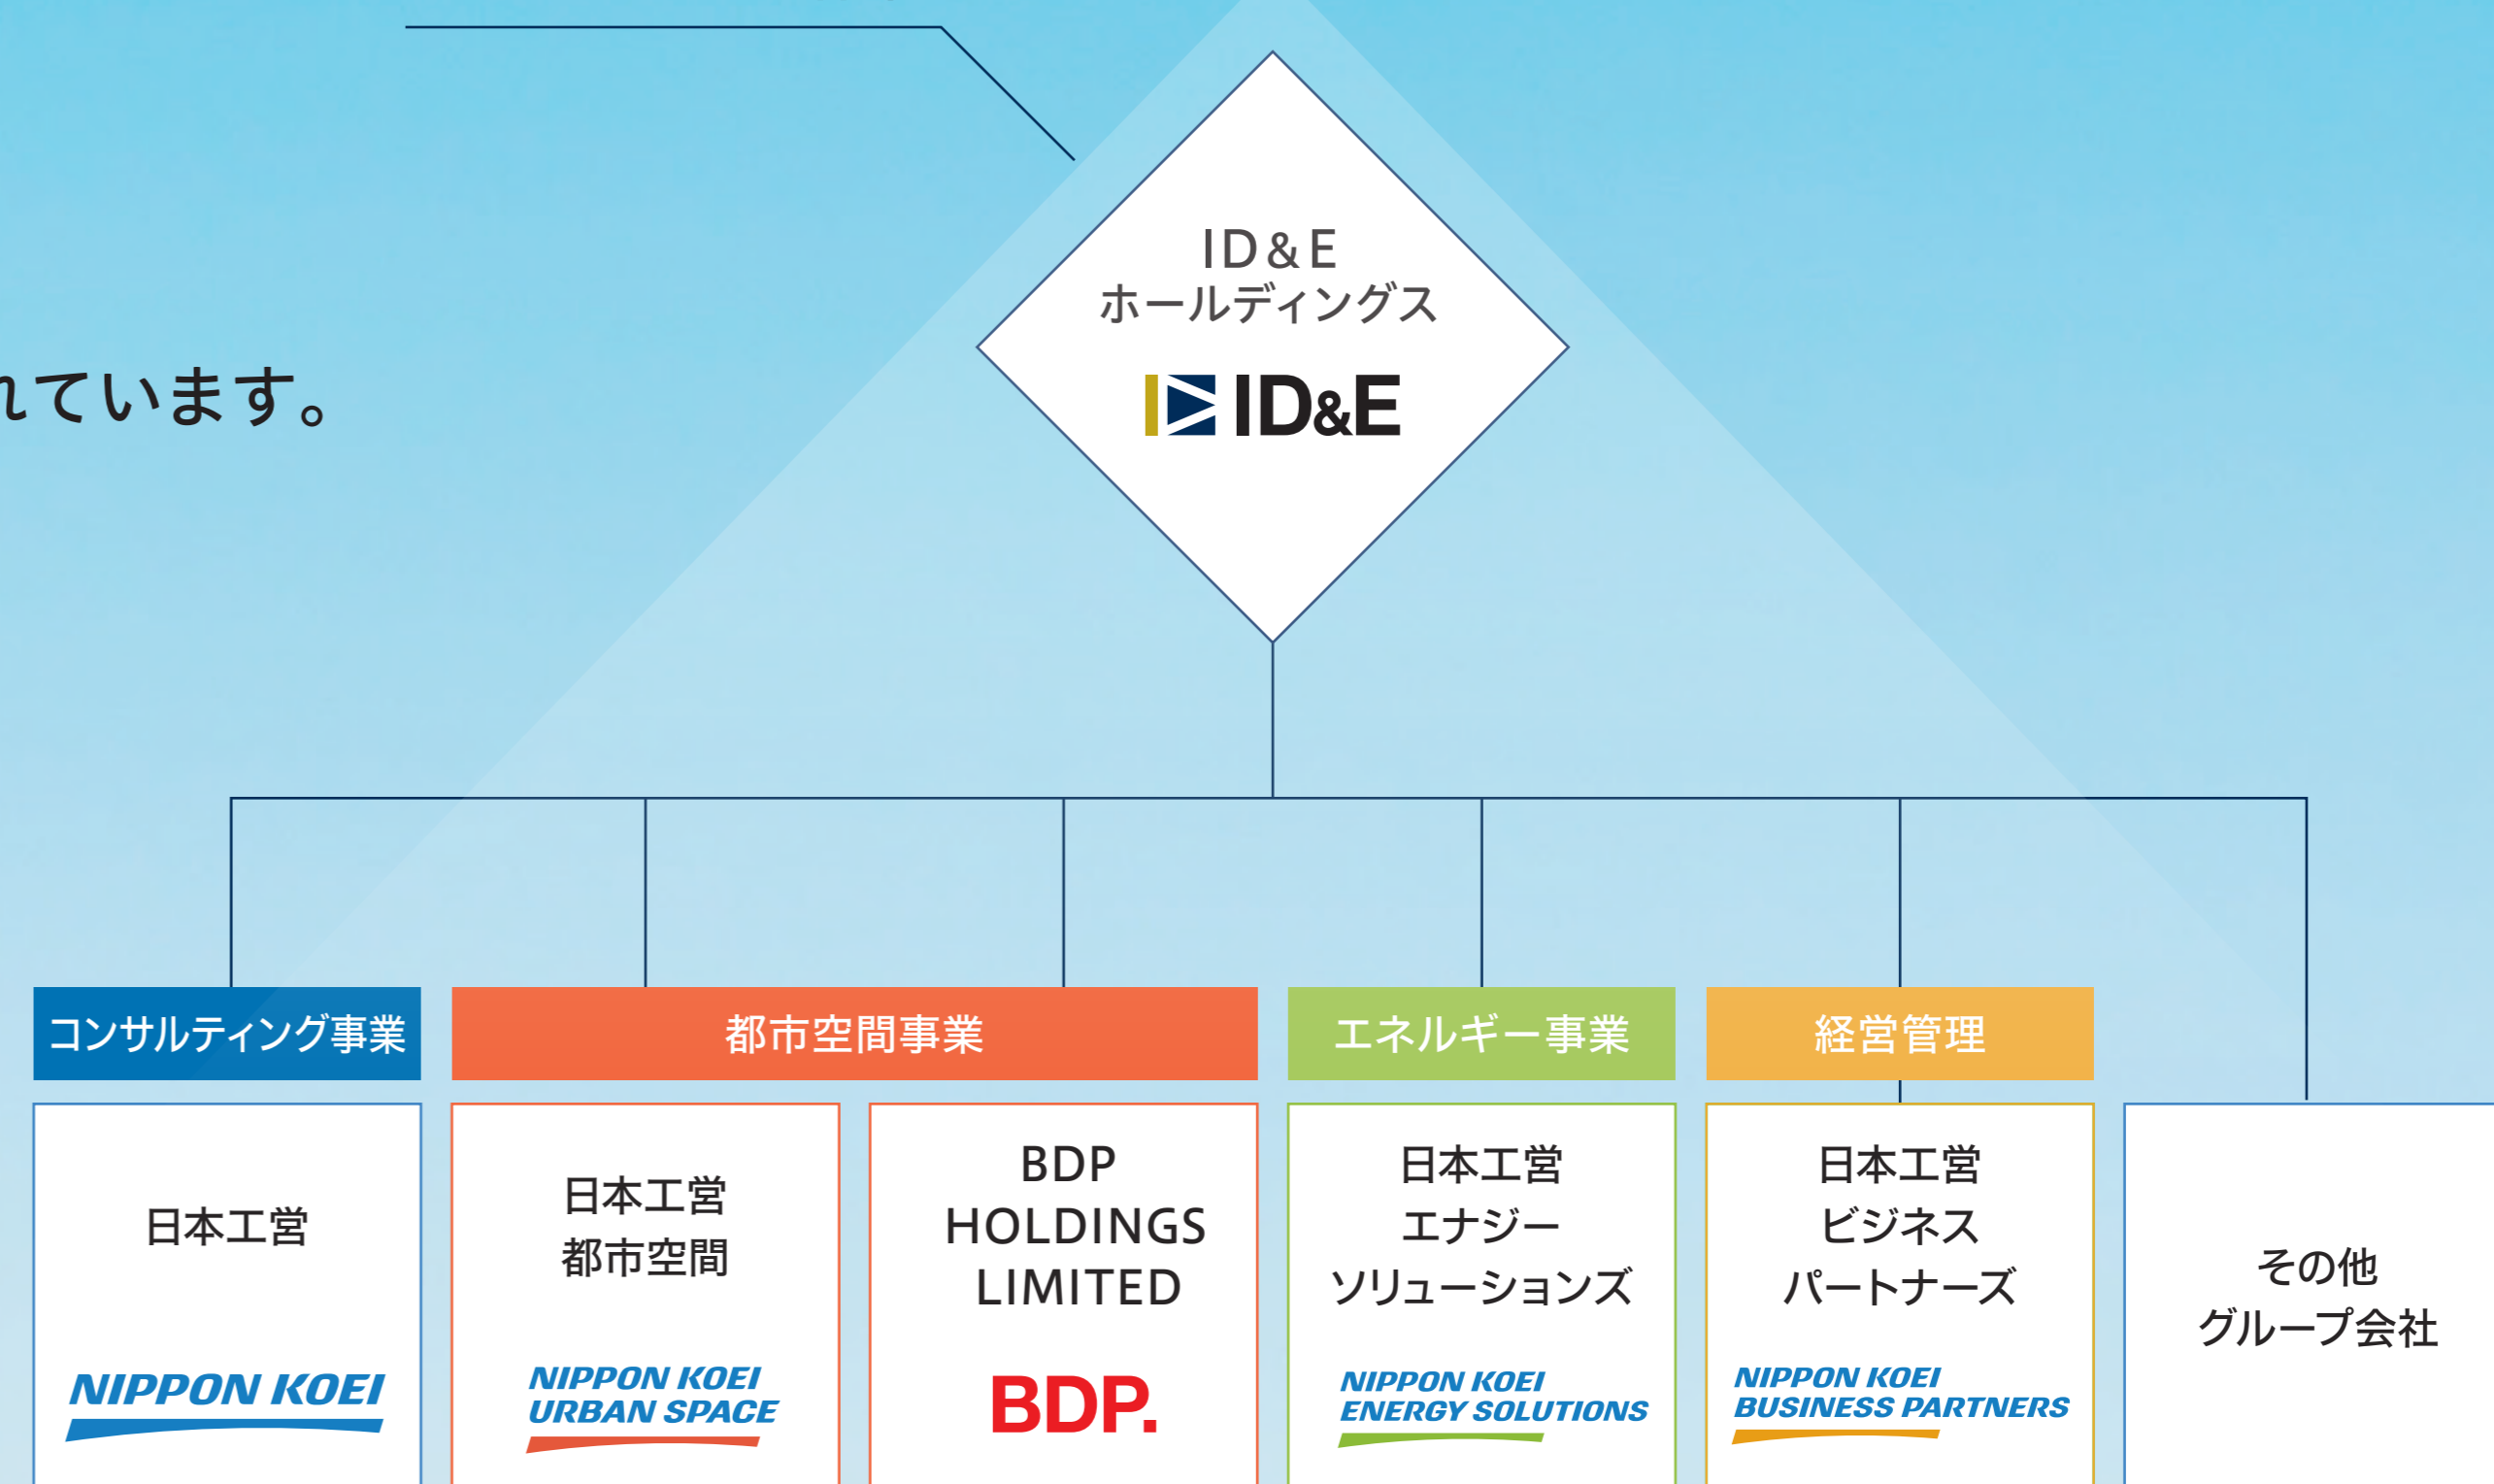 ID&E
ホールディングス
ID&E
れています。
コンサルティング事業
都市空間事業
エネルギー事業
経営管理
日本工営
NIPPON KOEI
日本工営
都市空間
NIPPON KOEI
URBAN SPACE
BDP
HOLDINGS
LIMITED
BDP.
日本工営
エナジー
ソリューションズ
NIPPON KOEI
ENERGY SOLUTIONS
日本工営
ビジネス
パートナーズ
NIPPON KOEI
BUSINESS PARTNERS
その他
グループ会社